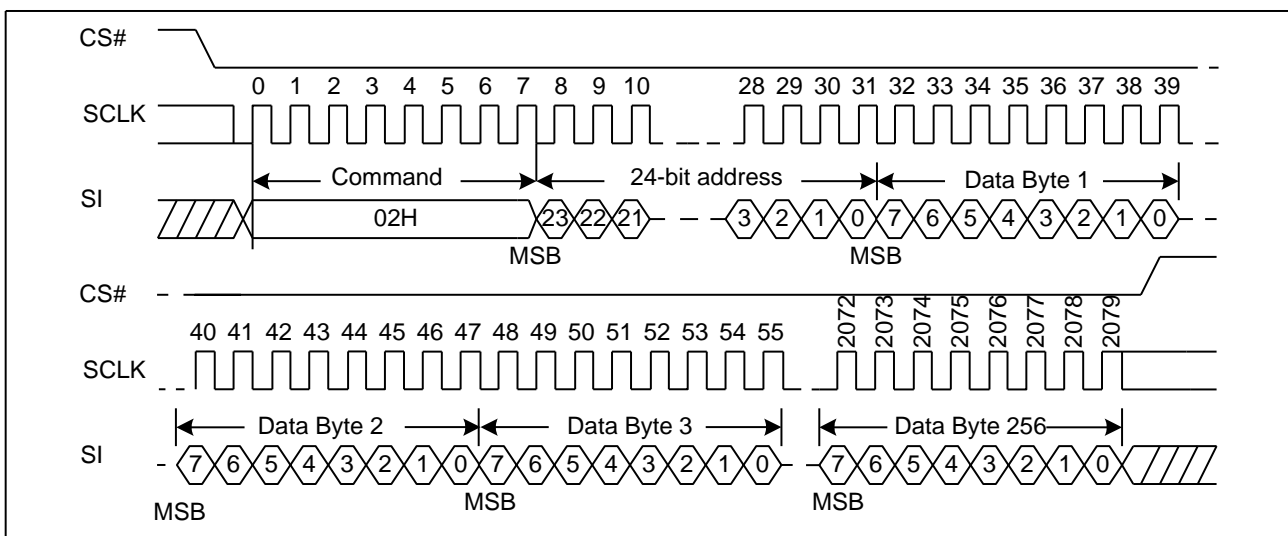 CS#
0 1 2 3 4 5 6 7 8 9 10 28 29 30 31 32 33 34 35 36 37 38 39
SCLK
Command 24-bit address Data Byte 1
SI
02H 23 22 21 3 2 1 0 7 6 5 4 3 2 1 0
MSB MSB
CS#
40 41 42 43 44 45 46 47 48 49 50 51 52 53 54 55 2072 2073 2074 2075 2076 2077 2078 2079
SCLK
Data Byte 2 Data Byte 3 Data Byte 256
SI
7 6 5 4 3 2 1 0 7 6 5 4 3 2 1 0 7 6 5 4 3 2 1 0
MSB MSB MSB